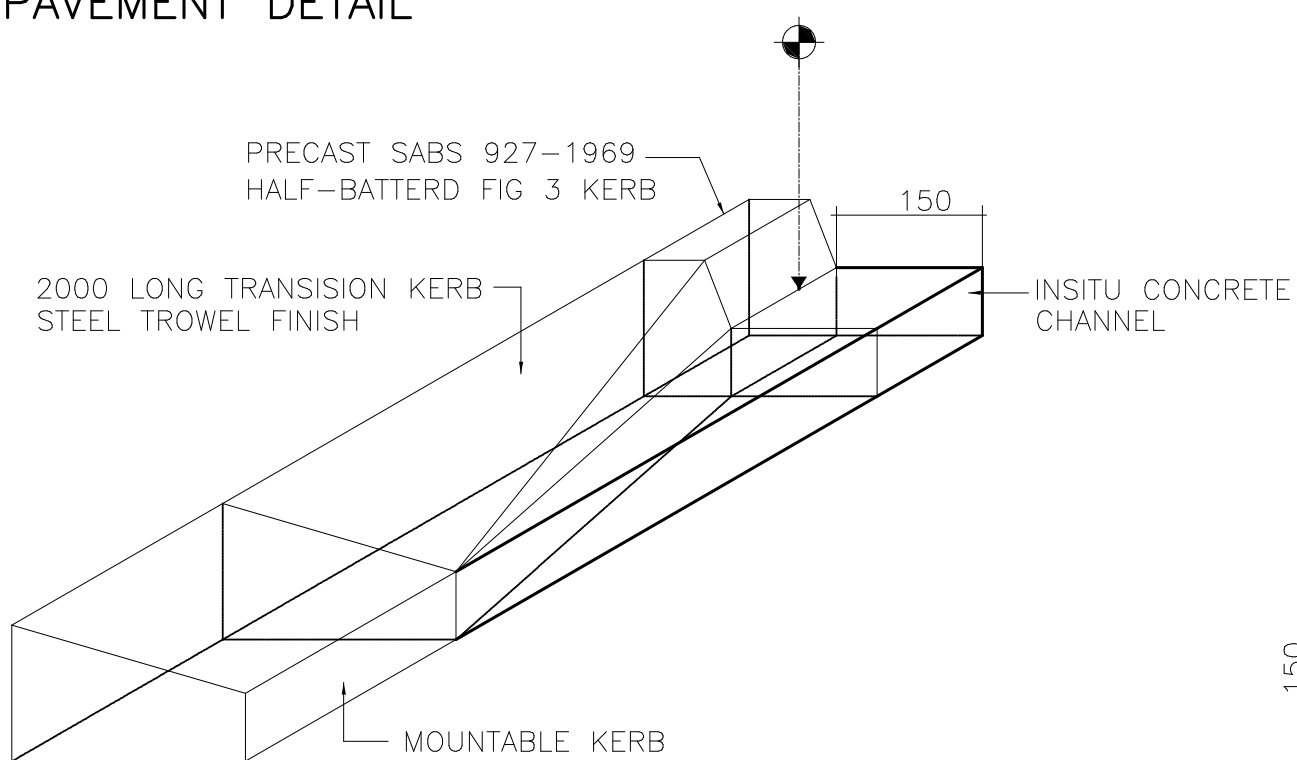 PAVEMENT DETAIL
PRECAST SABS 927-1969
HALF-BATTERD FIG 3 KERB
150
2000 LONG TRANSISION KERB
STEEL TROWEL FINISH
INSITU CONCRETE
CHANNEL
150
MOUNTABLE KERB